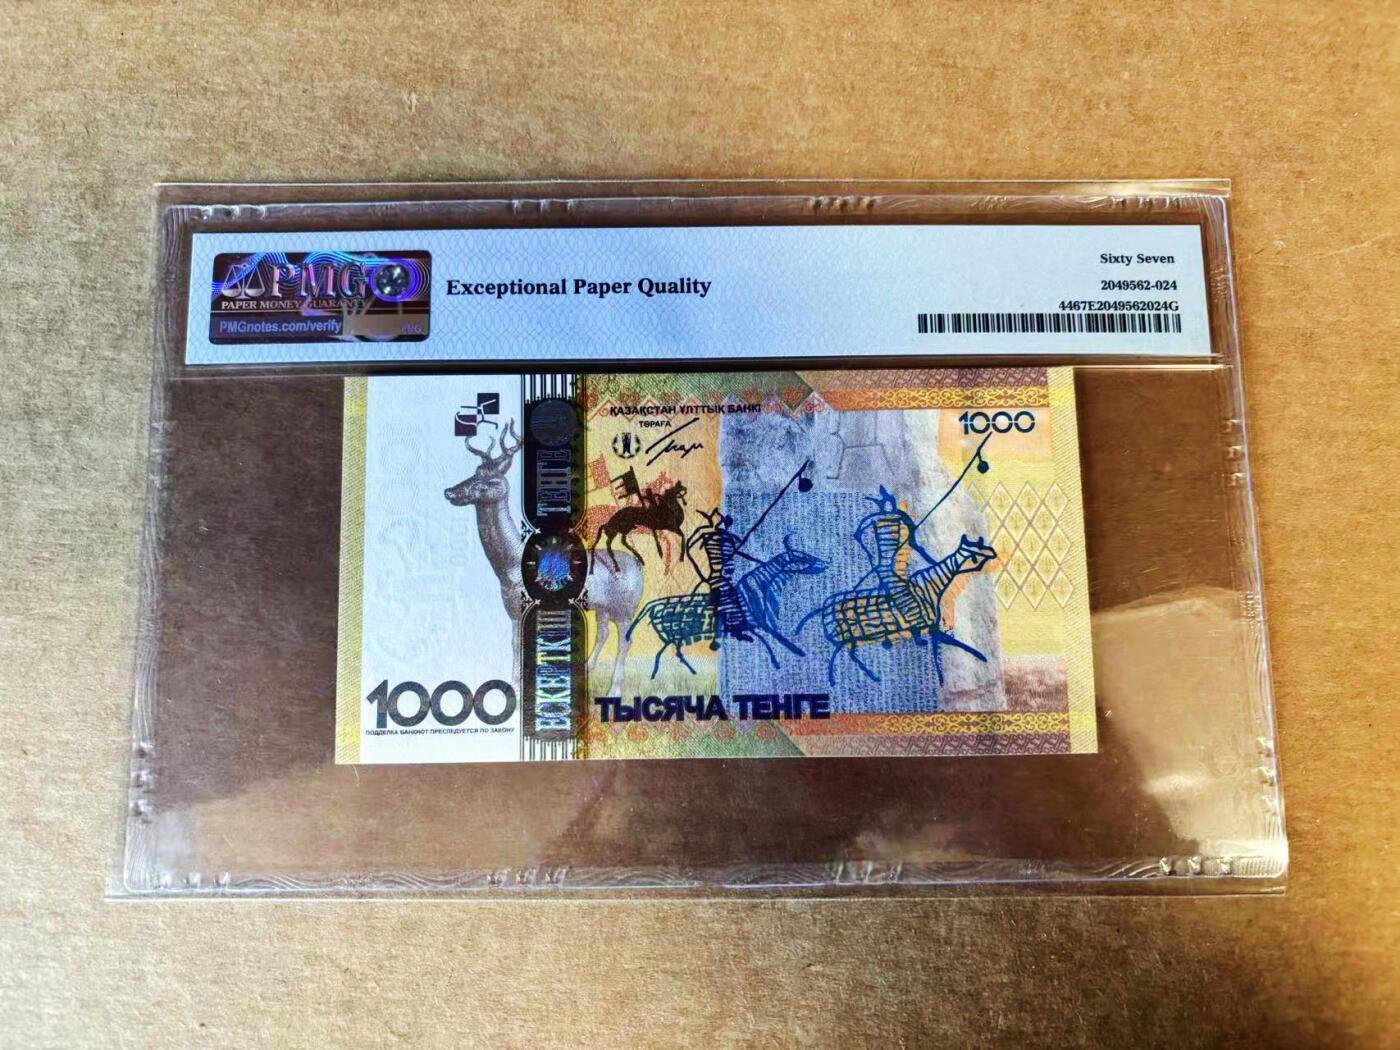 PMG
PAPER MONEY GUARANTY
PMGnotes.com/verify
Exceptional Paper Quality
Sixty Seven
2049562-024
4467E2049562024G
ҚАЗАҚСТАН ҰЛТТЫҚ БАНКІ
ТӨРАҒА
1000
ТЕНГЕ
1000
ПОДДЕЛКА БАНКНОТ ПРЕСЛЕДУЕТСЯ ПО ЗАКОНУ
ТЫСЯЧА ТЕНГЕ